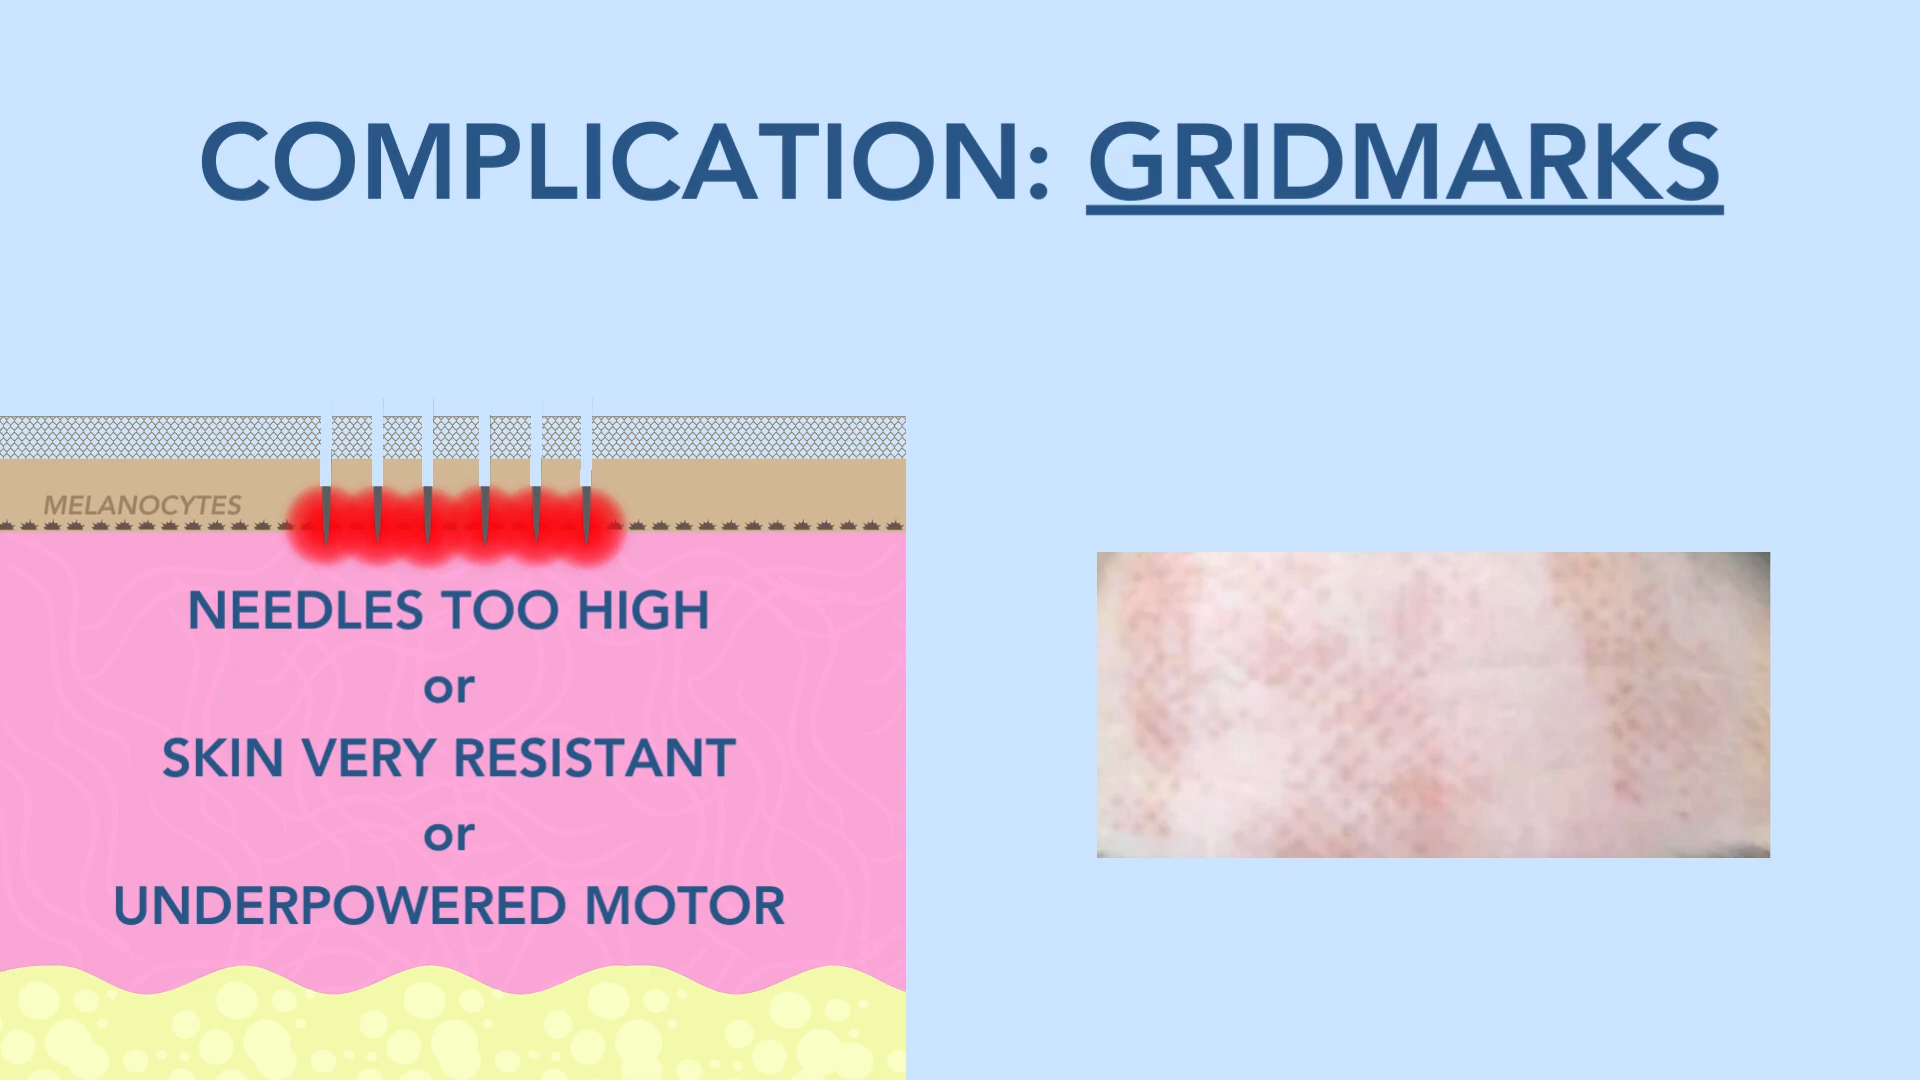 COMPLICATION: GRIDMARKS
MELANOCYTES
NEEDLES TOO HIGH
or
SKIN VERY RESISTANT
or
UNDERPOWERED MOTOR